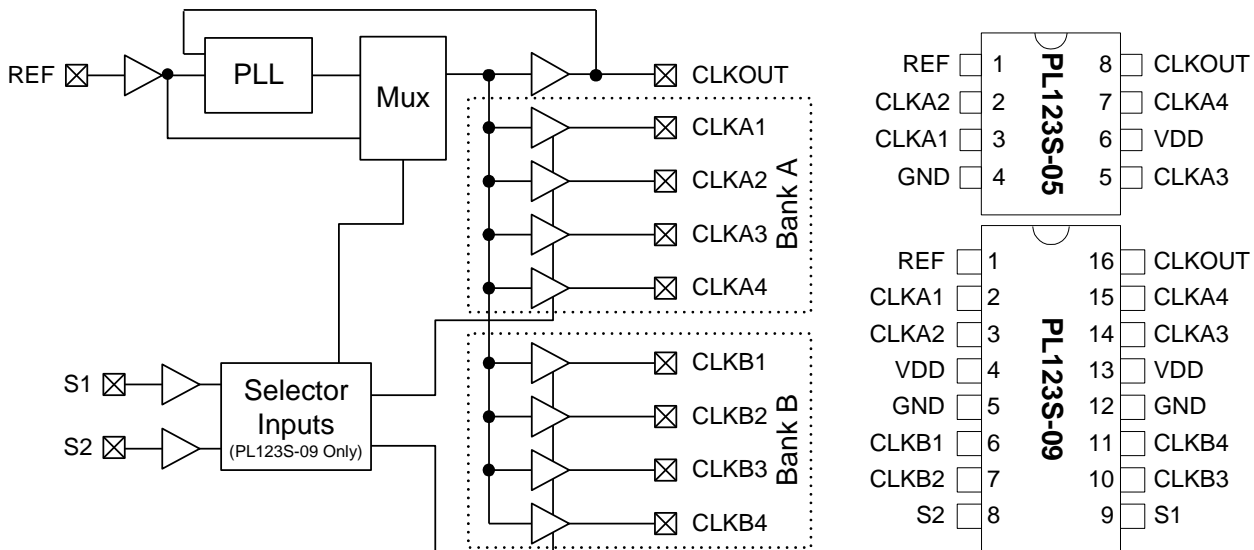 REF
PLL
Mux
CLKOUT
CLKA1
CLKA2
CLKA3
CLKA4
Bank A
S1
S2
Selector
Inputs
(PL123S-09 Only)
CLKB1
CLKB2
CLKB3
CLKB4
Bank B
PL123S-05
REF 1 8 CLKOUT
CLKA2 2 7 CLKA4
CLKA1 3 6 VDD
GND 4 5 CLKA3
PL123S-09
REF 1 16 CLKOUT
CLKA1 2 15 CLKA4
CLKA2 3 14 CLKA3
VDD 4 13 VDD
GND 5 12 GND
CLKB1 6 11 CLKB4
CLKB2 7 10 CLKB3
S2 8 9 S1